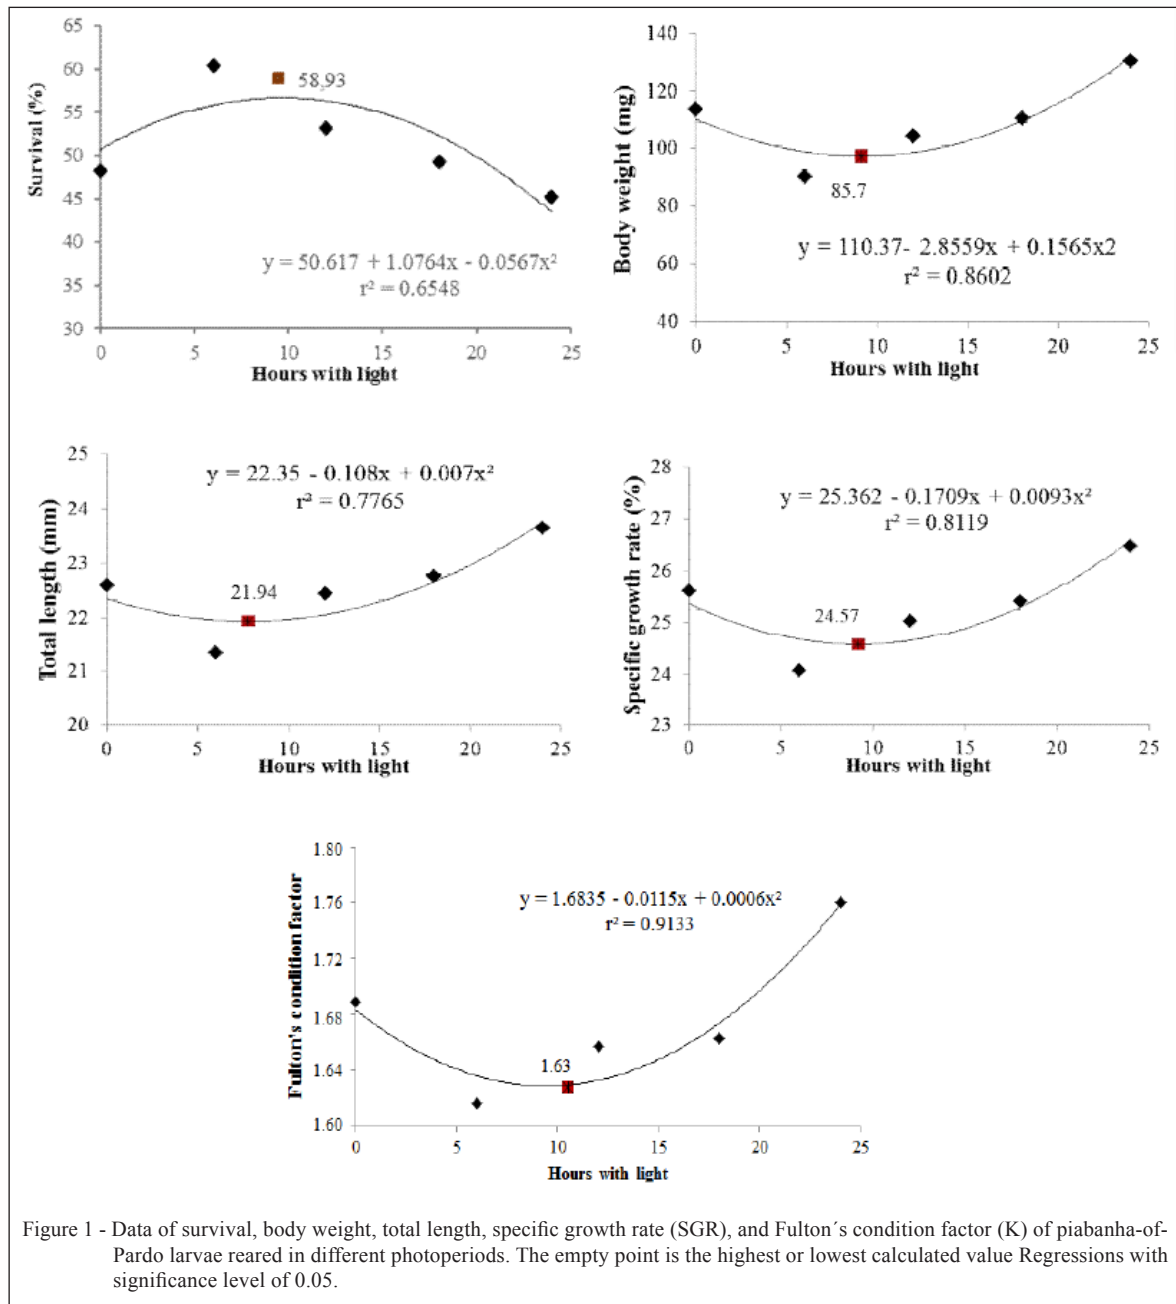 65
60
55
50
45
40
35
30
Survival (%)
58,93
y = 50.617 + 1.0764x - 0.0567x²
r² = 0.6548
0 5 10 15 20 25
Hours with light
140
120
100
80
60
40
Body weight (mg)
85.7
y = 110.37- 2.8559x + 0.1565x2
r² = 0.8602
0 5 10 15 20 25
Hours with light
25
24
23
22
21
20
Total length (mm)
y = 22.35 - 0.108x + 0.007x²
r² = 0.7765
21.94
0 5 10 15 20 25
Hours with light
28
27
26
25
24
23
Specific growth rate (%)
y = 25.362 - 0.1709x + 0.0093x²
r² = 0.8119
24.57
0 5 10 15 20 25
Hours with light
1.80
1.76
1.72
1.68
1.64
1.60
Fulton's condition factor
y = 1.6835 - 0.0115x + 0.0006x²
r² = 0.9133
1.63
0 5 10 15 20 25
Hours with light
Figure 1 - Data of survival, body weight, total length, specific growth rate (SGR), and Fulton´s condition factor (K) of piabanha-of-
Pardo larvae reared in different photoperiods. The empty point is the highest or lowest calculated value Regressions with
significance level of 0.05.